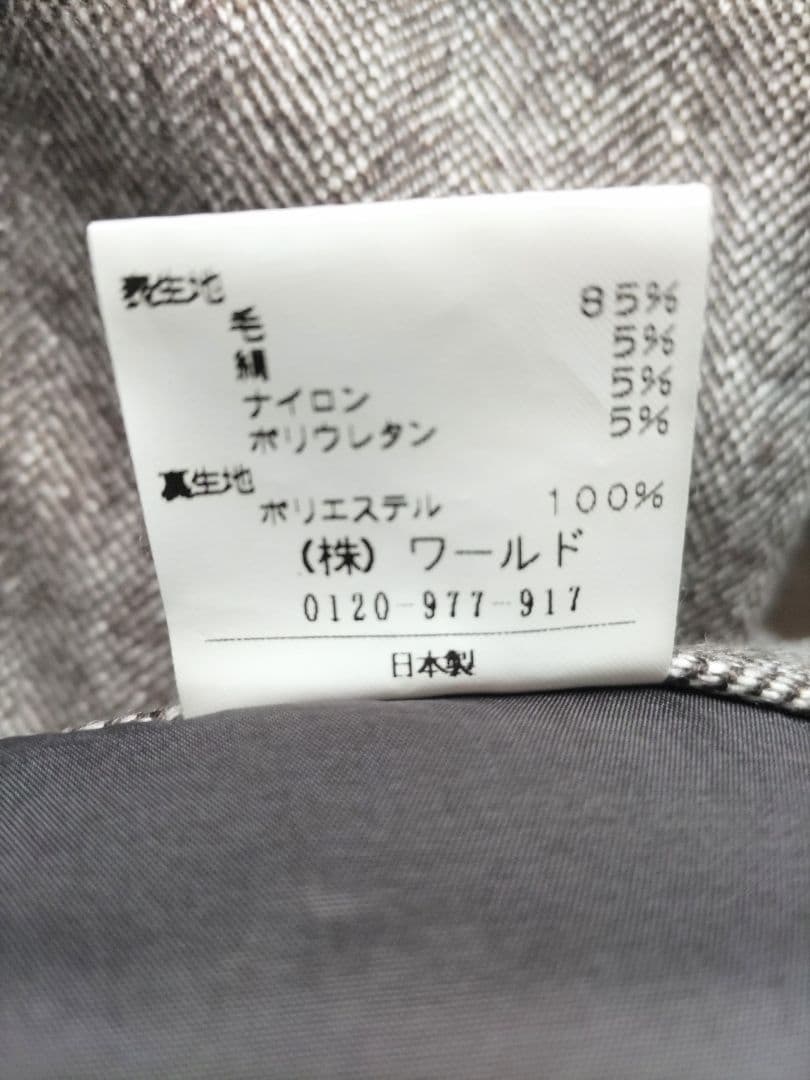 表生地
毛 85%
絹 5%
ナイロン 5%
ポリウレタン 5%
裏生地
ポリエステル 100%
(株) ワールド
0120-977-917
日本製